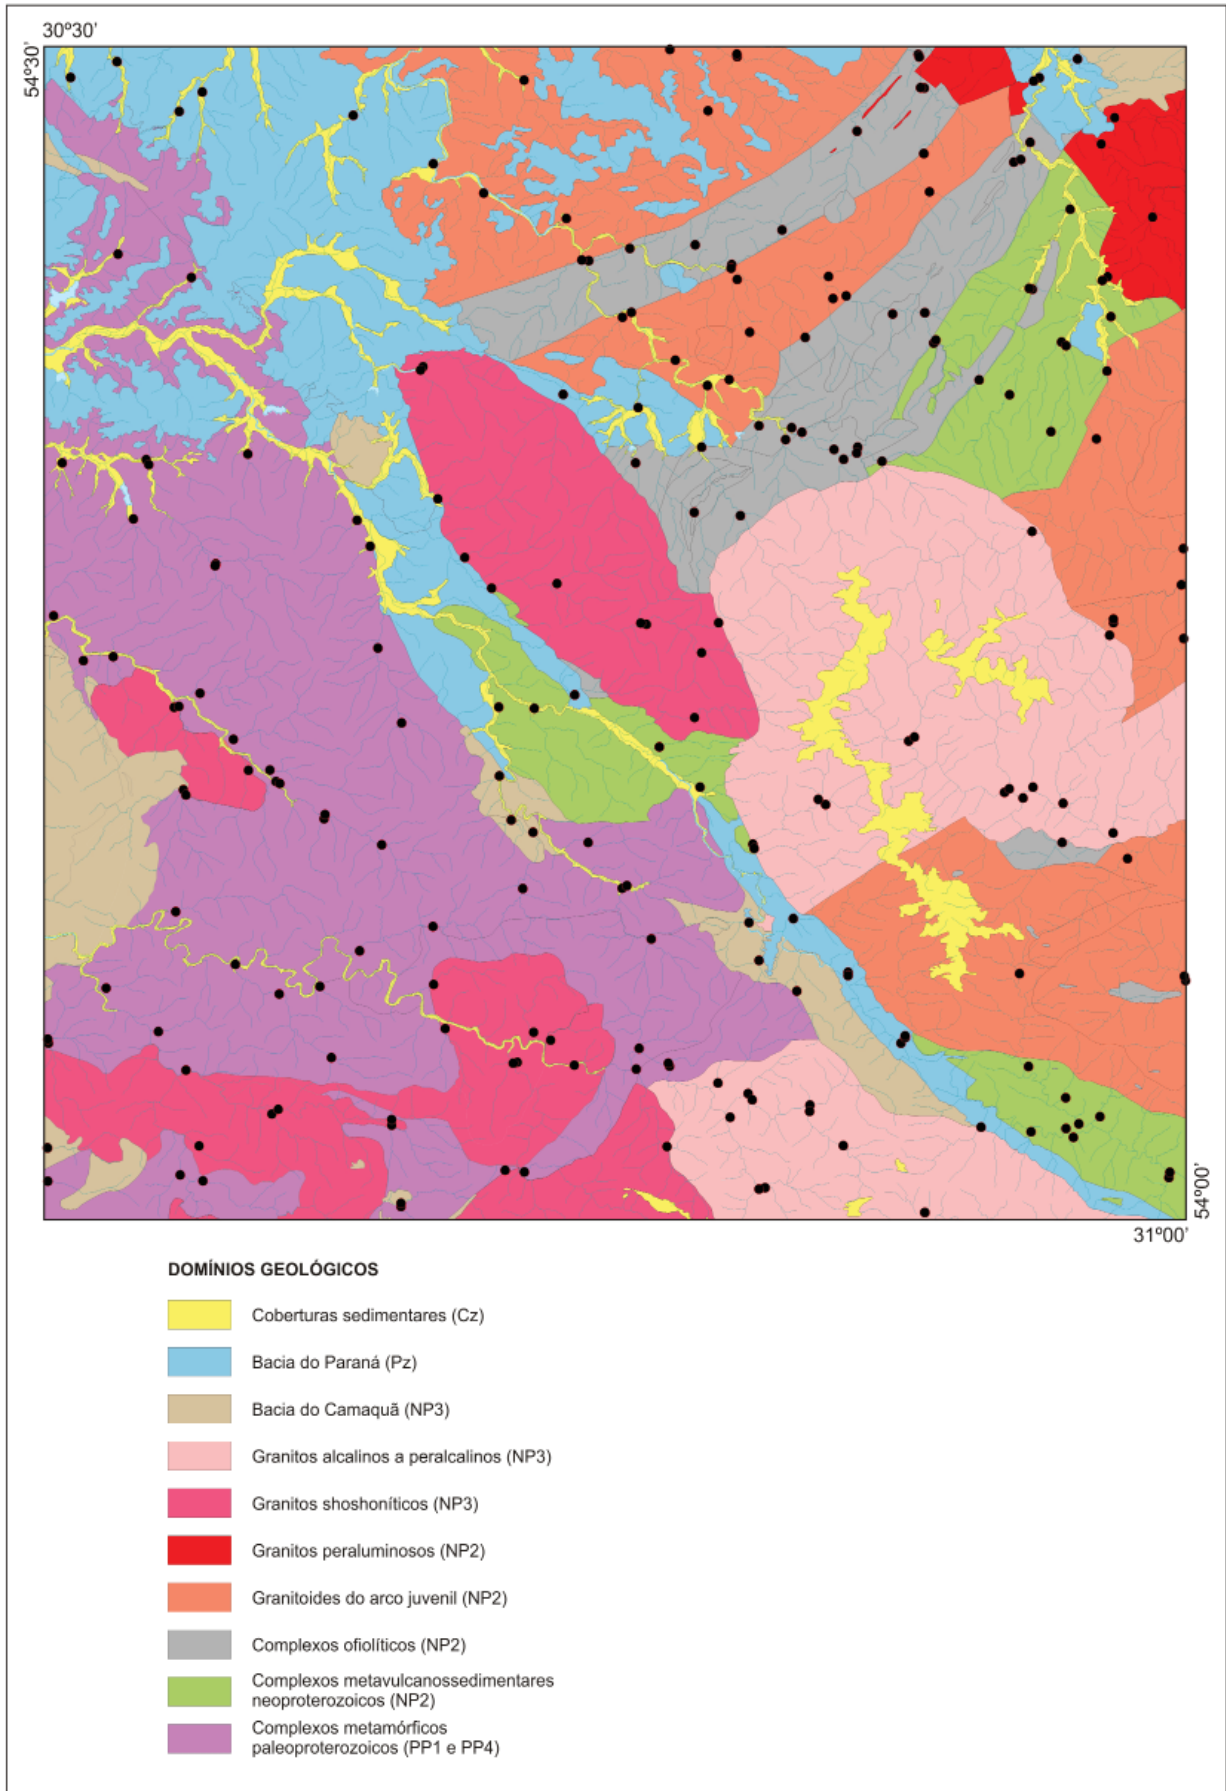 30º30’
54º30’
54º00’
31º00’
DOMÍNIOS GEOLÓGICOS
Coberturas sedimentares (Cz)
Bacia do Paraná (Pz)
Bacia do Camaquã (NP3)
Granitos alcalinos a peralcalinos (NP3)
Granitos shoshoníticos (NP3)
Granitos peraluminosos (NP2)
Granitoides do arco juvenil (NP2)
Complexos ofiolíticos (NP2)
Complexos metavulcanossedimentares
neoproterozoicos (NP2)
Complexos metamórficos
paleoproterozoicos (PP1 e PP4)